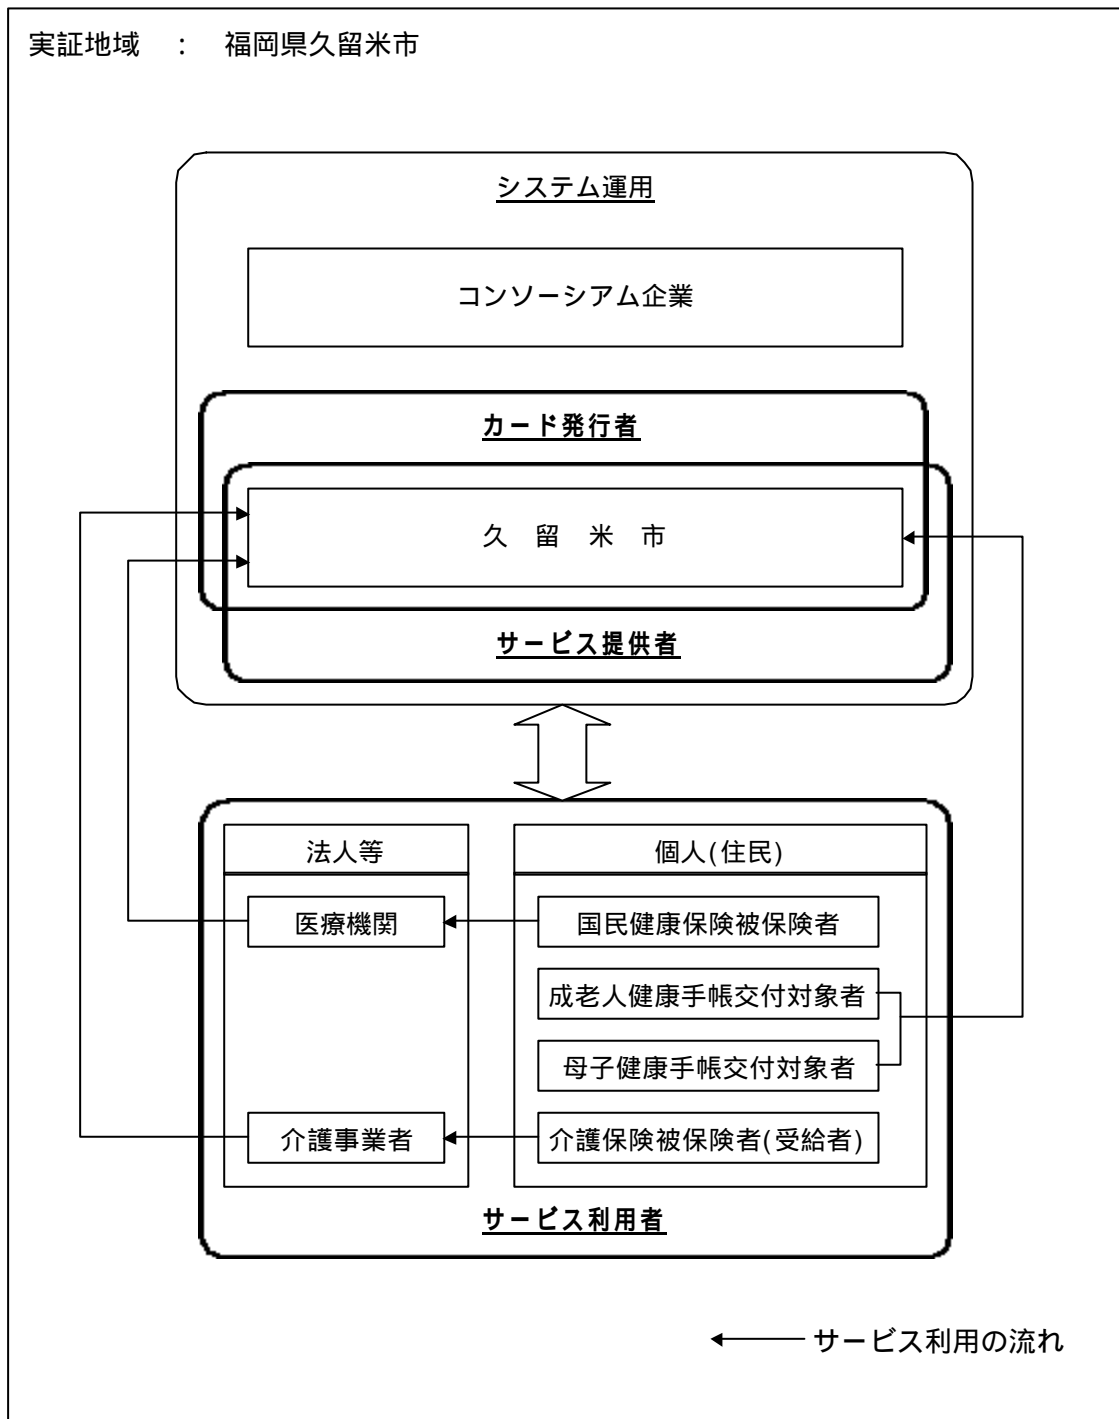 実証地域　：　福岡県久留米市
システム運用
コンソーシアム企業
カード発行者
久　留　米　市
サービス提供者
法人等
個人(住民)
医療機関
国民健康保険被保険者
成老人健康手帳交付対象者
母子健康手帳交付対象者
介護事業者
介護保険被保険者(受給者)
サービス利用者
サービス利用の流れ